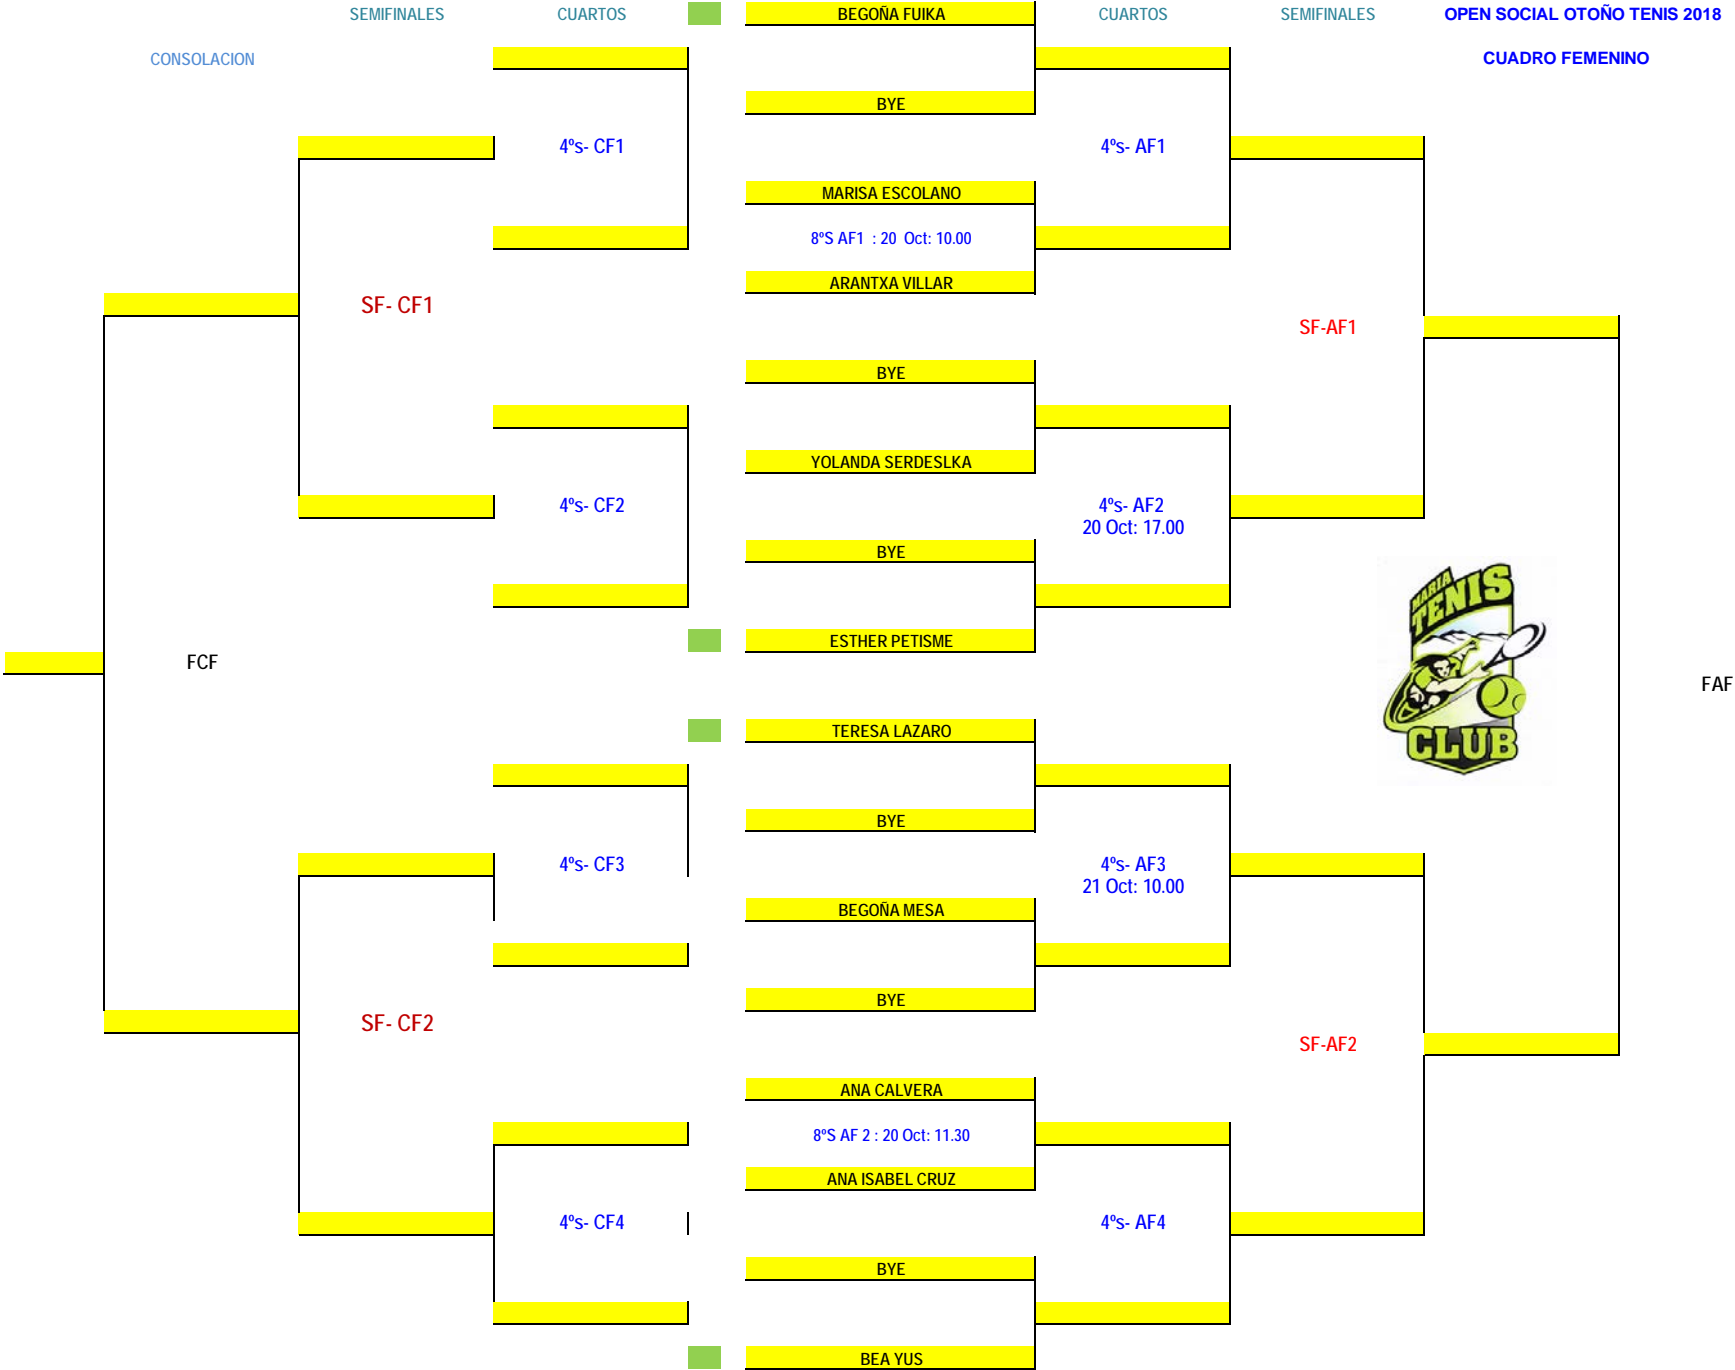 SEMIFINALES CUARTOS BEGOÑA FUIKA CUARTOS SEMIFINALES OPEN SOCIAL OTOÑO TENIS 2018
CONSOLACION CUADRO FEMENINO
BYE
4ºs- CF1 4ºs- AF1
MARISA ESCOLANO
8ºS AF1 : 20 Oct: 10.00
ARANTXA VILLAR
SF- CF1
SF-AF1
BYE
YOLANDA SERDESLKA
4ºs- CF2 4ºs- AF2
20 Oct: 17.00
BYE
MARIA
TENIS
CLUB
ESTHER PETISME
FCF
FAF
TERESA LAZARO
BYE
4ºs- CF3 4ºs- AF3
21 Oct: 10.00
BEGOÑA MESA
BYE
SF- CF2
SF-AF2
ANA CALVERA
8ºS AF 2 : 20 Oct: 11.30
ANA ISABEL CRUZ
4ºs- CF4 4ºs- AF4
BYE
BEA YUS